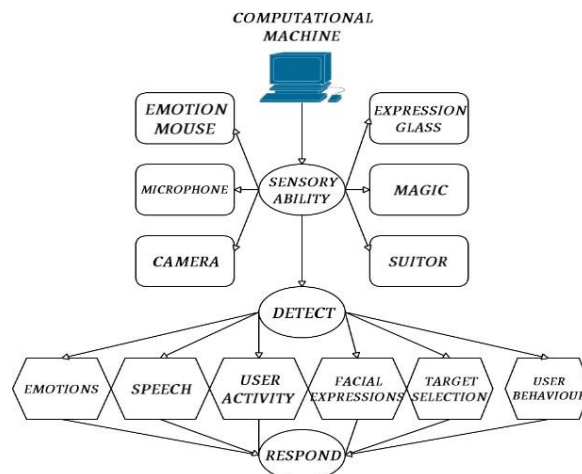 COMPUTATIONAL
MACHINE
EMOTION
MOUSE
EXPRESSION
GLASS
MICROPHONE
SENSORY
ABILITY
MAGIC
CAMERA
SUITOR
DETECT
EMOTIONS
SPEECH
USER
ACTIVITY
FACIAL
EXPRESSIONS
TARGET
SELECTION
USER
BEHAVIOUR
RESPOND